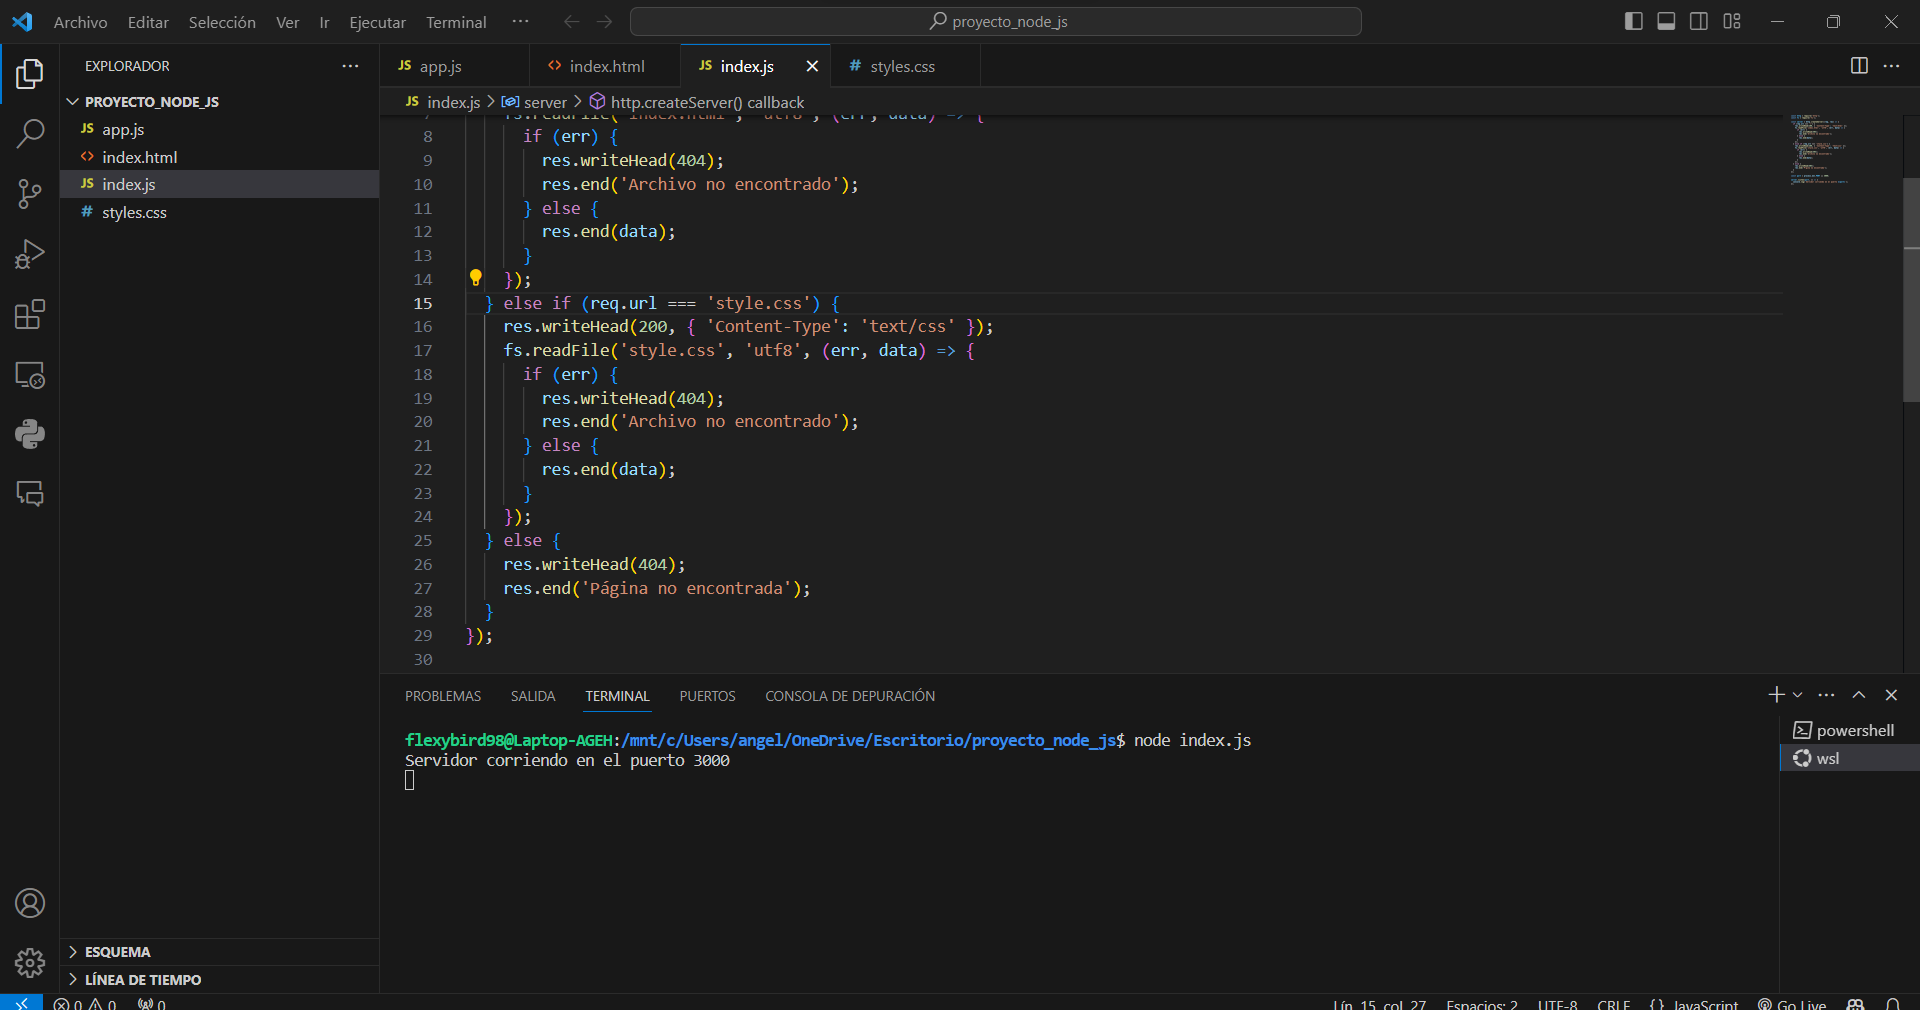 Archivo Editar Selección Ver Ir Ejecutar Terminal ··· proyecto_node_js
EXPLORADOR ···
PROYECTO_NODE_JS
JS app.js
<> index.html
JS index.js
# styles.css
ESQUEMA
LÍNEA DE TIEMPO
JS app.js <> index.html JS index.js # styles.css
JS index.js > server > http.createServer() callback
7 fs.readFile('index.html', 'utf8', (err, data) => {
8 if (err) {
9 res.writeHead(404);
10 res.end('Archivo no encontrado');
11 } else {
12 res.end(data);
13 }
14 });
15 } else if (req.url === 'style.css') {
16 res.writeHead(200, { 'Content-Type': 'text/css' });
17 fs.readFile('style.css', 'utf8', (err, data) => {
18 if (err) {
19 res.writeHead(404);
20 res.end('Archivo no encontrado');
21 } else {
22 res.end(data);
23 }
24 });
25 } else {
26 res.writeHead(404);
27 res.end('Página no encontrada');
28 }
29 });
30
PROBLEMAS SALIDA TERMINAL PUERTOS CONSOLA DE DEPURACIÓN
flexybird98@Laptop-AGEH:/mnt/c/Users/angel/OneDrive/Escritorio/proyecto_node_js$ node index.js
Servidor corriendo en el puerto 3000
powershell
wsl
0 0 0 Lín. 15, col. 27 Espacios: 2 UTF-8 CRLF {} JavaScript Go Live